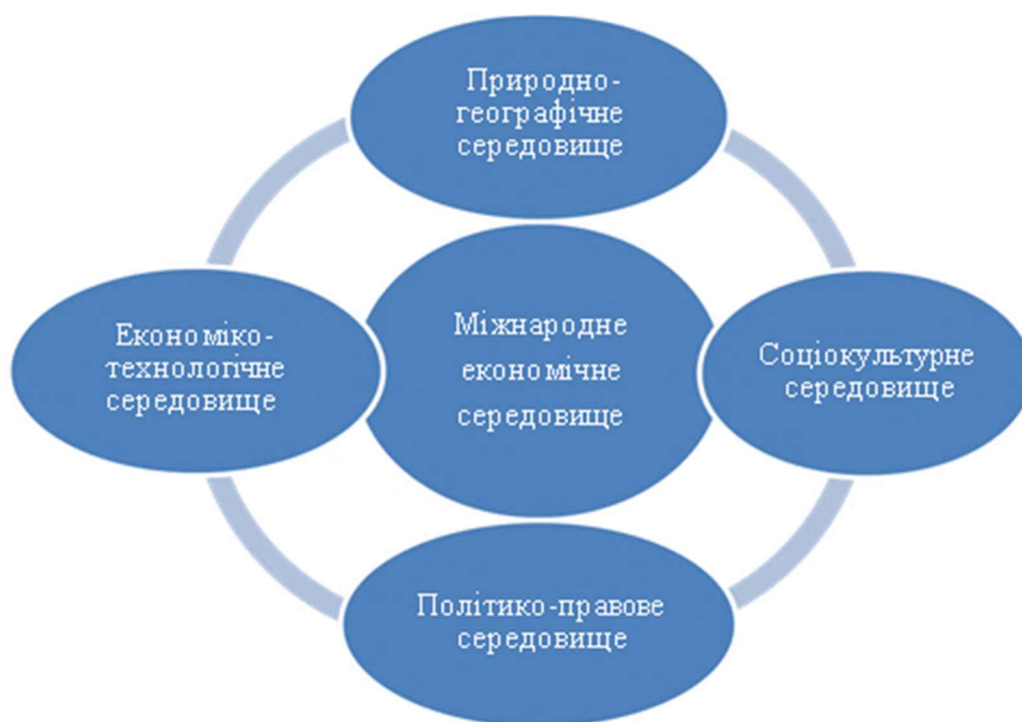 Природно-
географічне
середовище
Економіко-
технологічне
середовище
Міжнародне
економічне
середовище
Соціокультурне
середовище
Політико-правове
середовище